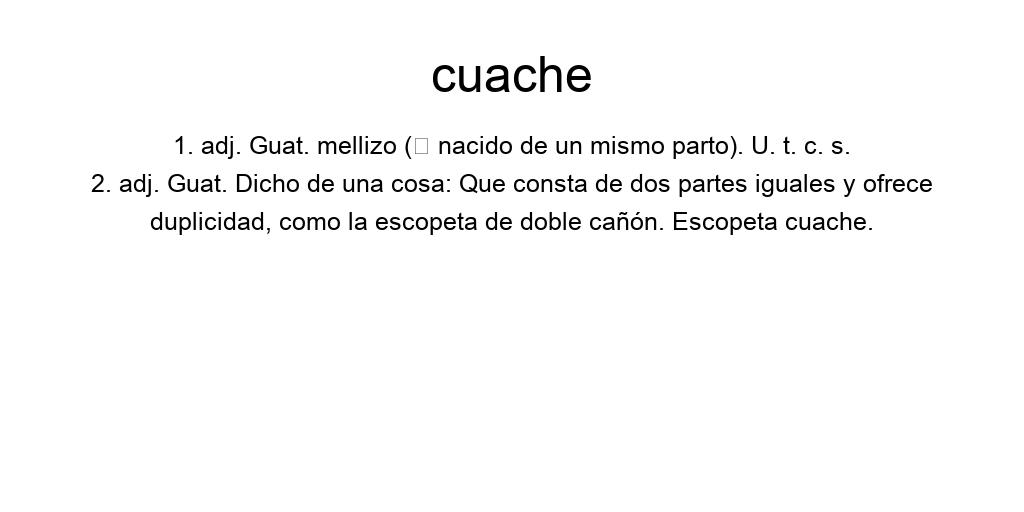 cuache
1. adj. Guat. mellizo (▯ nacido de un mismo parto). U. t. c. s.
2. adj. Guat. Dicho de una cosa: Que consta de dos partes iguales y ofrece
duplicidad, como la escopeta de doble cañón. Escopeta cuache.